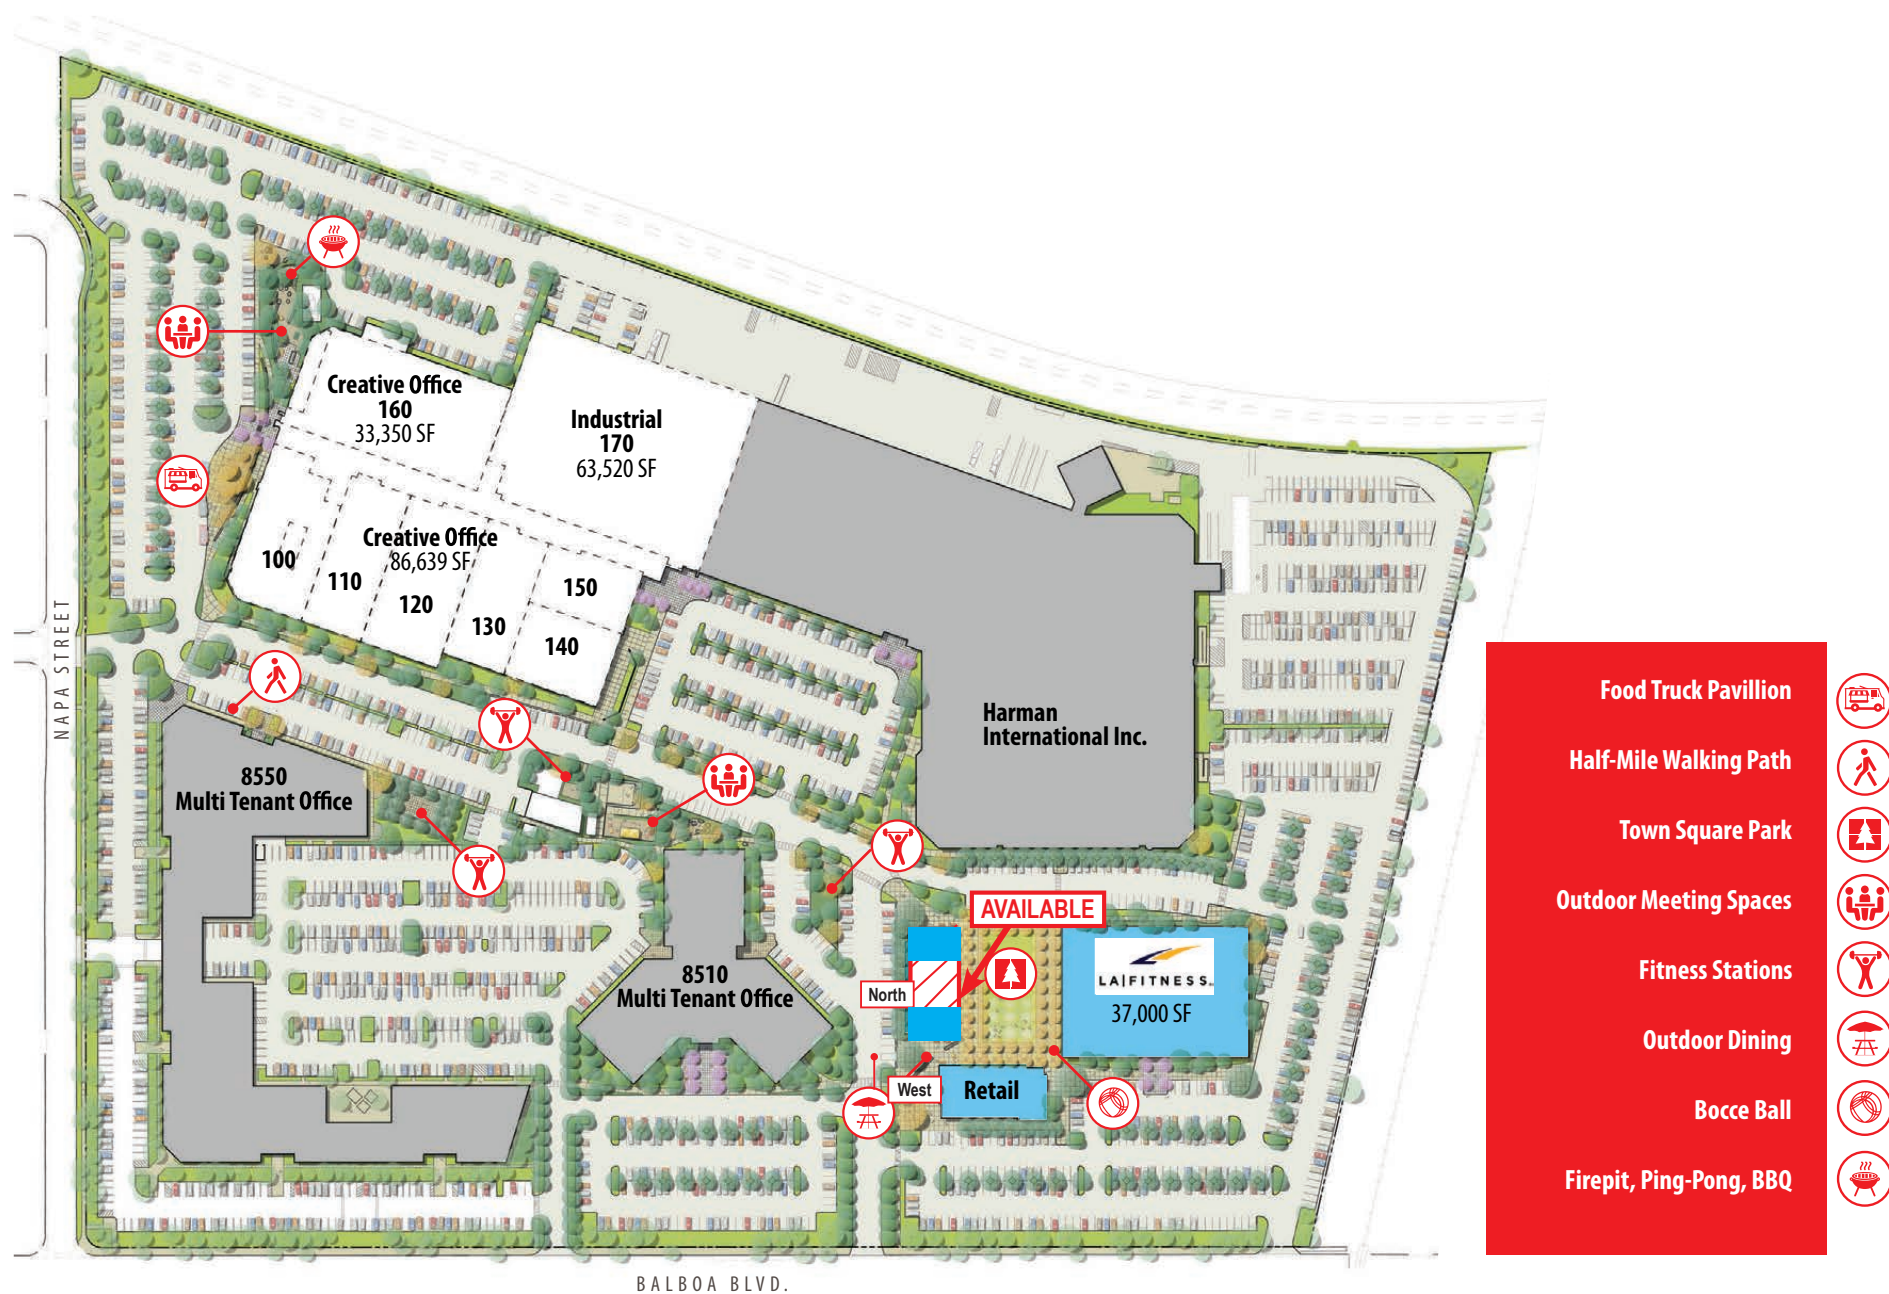 Creative Office
160
33,350 SF
Industrial
170
63,520 SF
Creative Office
86,639 SF
100
110
120
130
150
140
NAPA STREET
Harman
International Inc.
8550
Multi Tenant Office
8510
Multi Tenant Office
AVAILABLE
North
West
LA|FITNESS.
37,000 SF
Retail
BALBOA BLVD.
Food Truck Pavillion
Half-Mile Walking Path
Town Square Park
Outdoor Meeting Spaces
Fitness Stations
Outdoor Dining
Bocce Ball
Firepit, Ping-Pong, BBQ